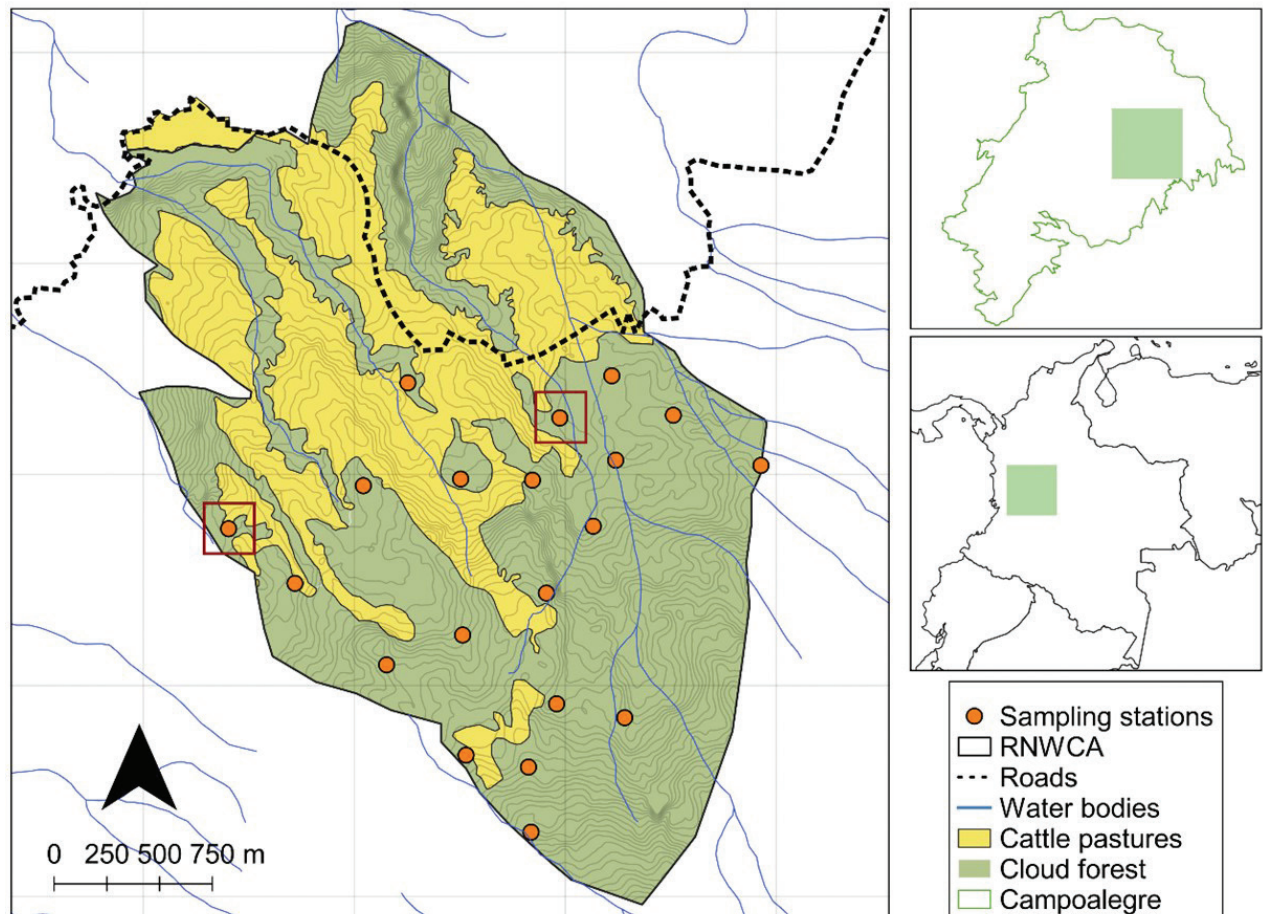 0 250 500 750 m
Sampling stations
RNWCA
Roads
Water bodies
Cattle pastures
Cloud forest
Campoalegre